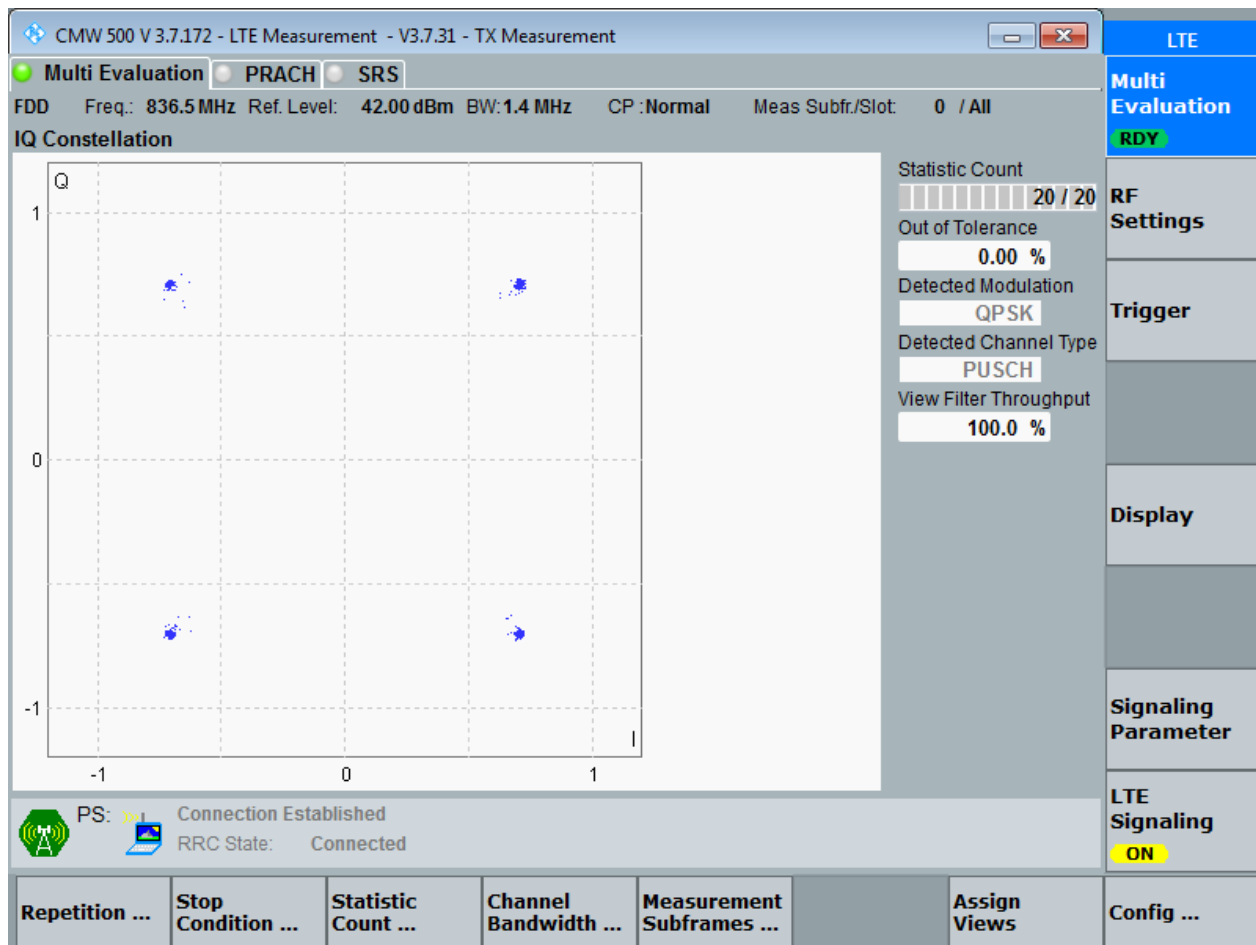 CMW 500 V 3.7.172 - LTE Measurement - V3.7.31 - TX Measurement
LTE
Multi Evaluation PRACH SRS
Multi
Evaluation
RDY
FDD Freq.: 836.5 MHz Ref. Level: 42.00 dBm BW: 1.4 MHz CP : Normal Meas Subfr./Slot: 0 / All
IQ Constellation
Q
1
0
-1
I
-1 0 1
Statistic Count
20 / 20
Out of Tolerance
0.00 %
Detected Modulation
QPSK
Detected Channel Type
PUSCH
View Filter Throughput
100.0 %
RF
Settings
Trigger
Display
Signaling
Parameter
LTE
Signaling
ON
PS: Connection Established
RRC State: Connected
Repetition ...
Stop
Condition ...
Statistic
Count ...
Channel
Bandwidth ...
Measurement
Subframes ...
Assign
Views
Config ...